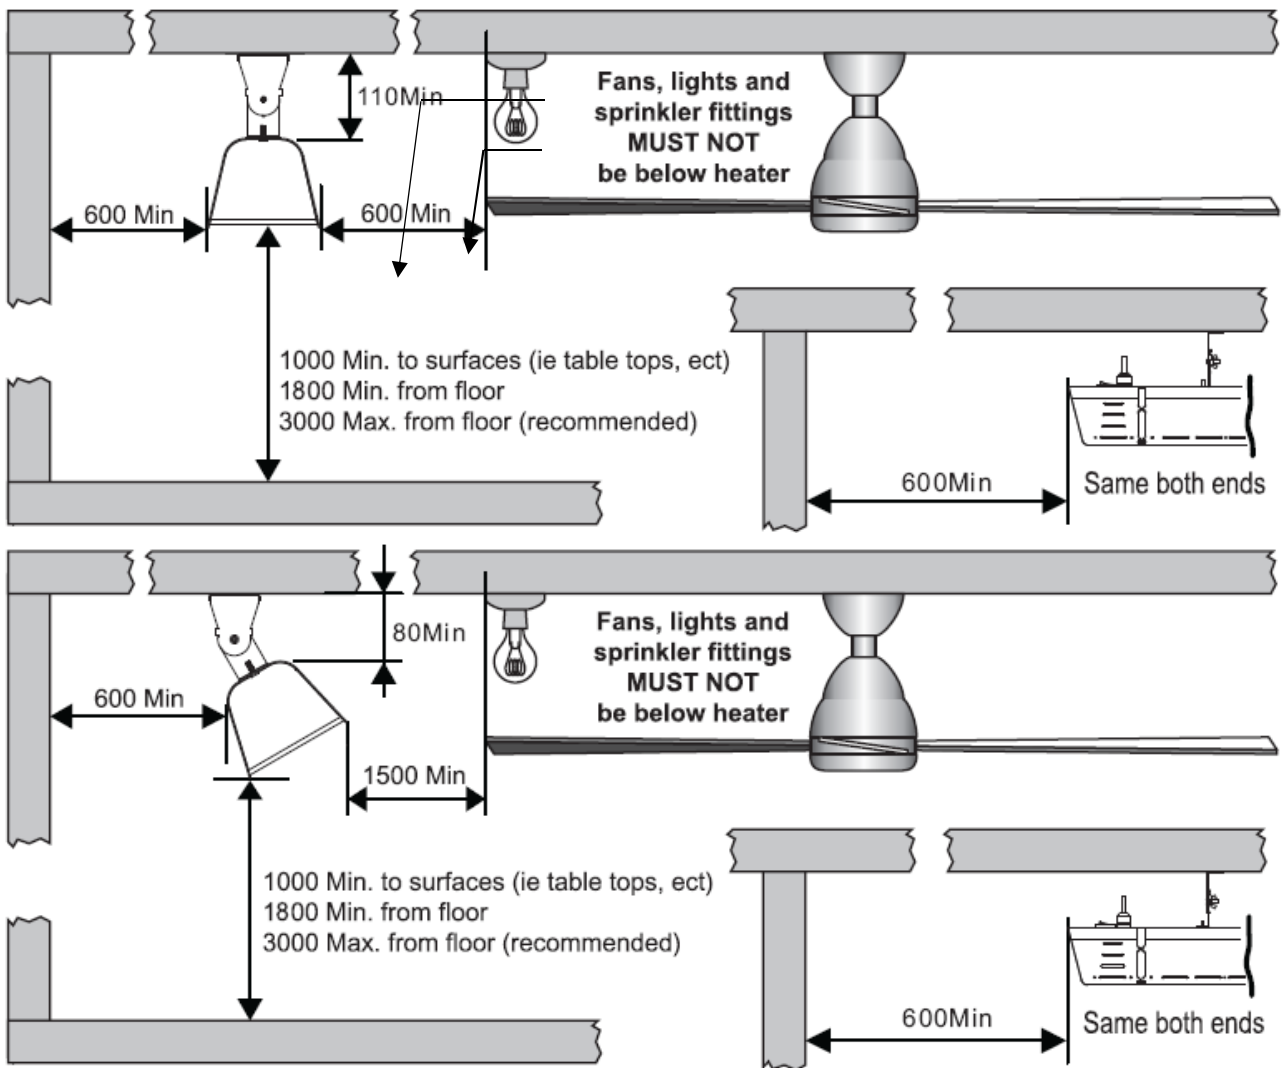 110Min
Fans, lights and
sprinkler fittings
MUST NOT
be below heater
600 Min
600 Min
1000 Min. to surfaces (ie table tops, ect)
1800 Min. from floor
3000 Max. from floor (recommended)
600Min
Same both ends
80Min
Fans, lights and
sprinkler fittings
MUST NOT
be below heater
600 Min
1500 Min
1000 Min. to surfaces (ie table tops, ect)
1800 Min. from floor
3000 Max. from floor (recommended)
600Min
Same both ends